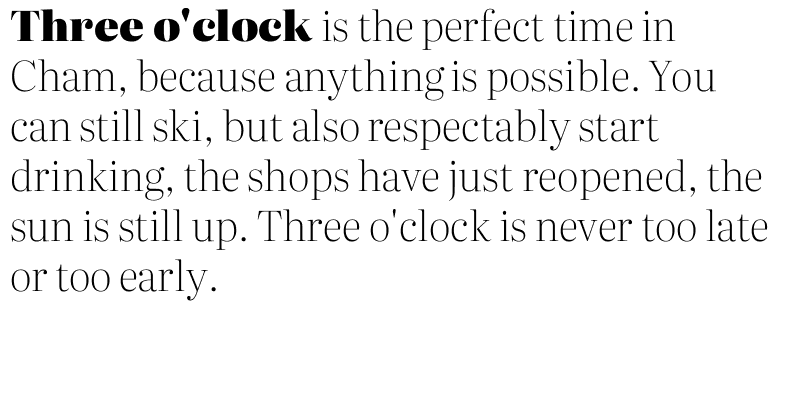 Three o'clock is the perfect time in
Cham, because anything is possible. You
can still ski, but also respectably start
drinking, the shops have just reopened, the
sun is still up. Three o'clock is never too late
or too early.